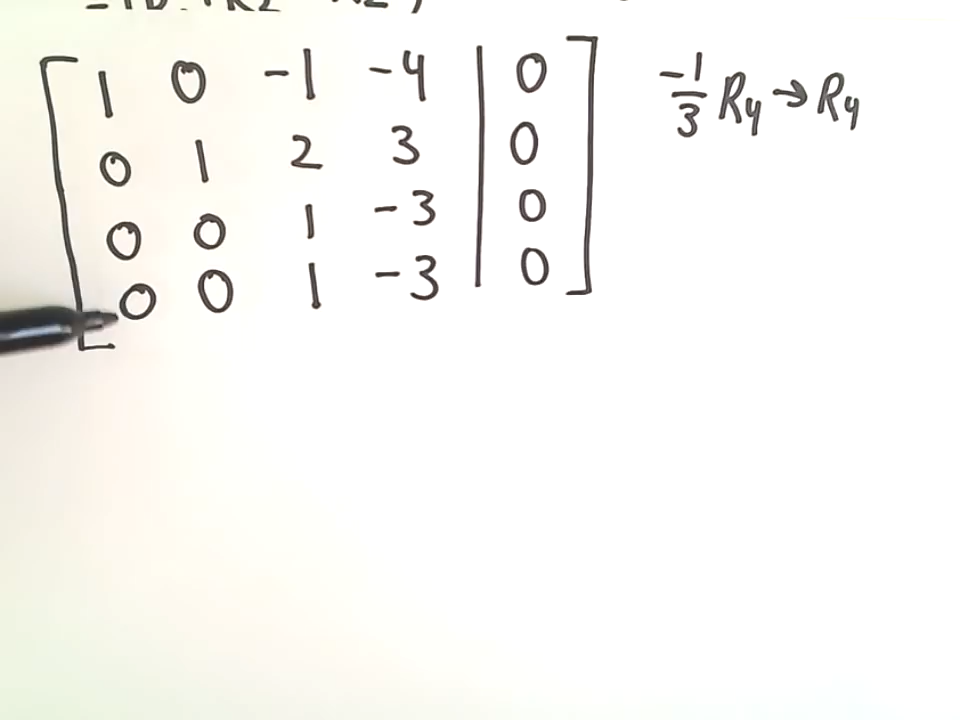 1 0 -1 -4 | 0 -1/3 R4 → R4
0 1 2 3 | 0
0 0 1 -3 | 0
0 0 1 -3 | 0